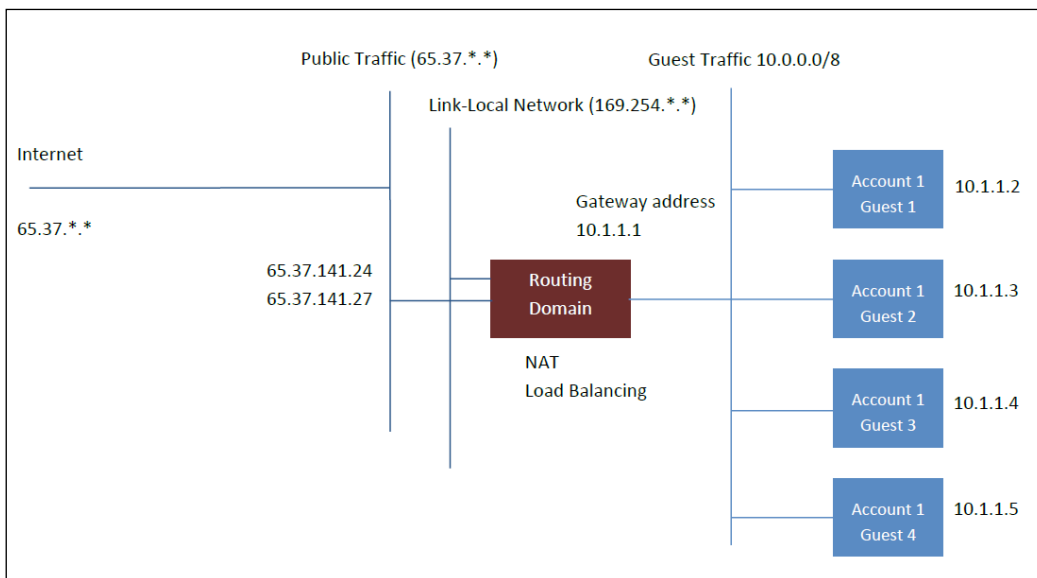 Public Traffic (65.37.*.*)
Guest Traffic 10.0.0.0/8
Link-Local Network (169.254.*.*)
Internet
65.37.*.*
Gateway address
10.1.1.1
65.37.141.24
65.37.141.27
Routing
Domain
NAT
Load Balancing
Account 1
Guest 1
10.1.1.2
Account 1
Guest 2
10.1.1.3
Account 1
Guest 3
10.1.1.4
Account 1
Guest 4
10.1.1.5